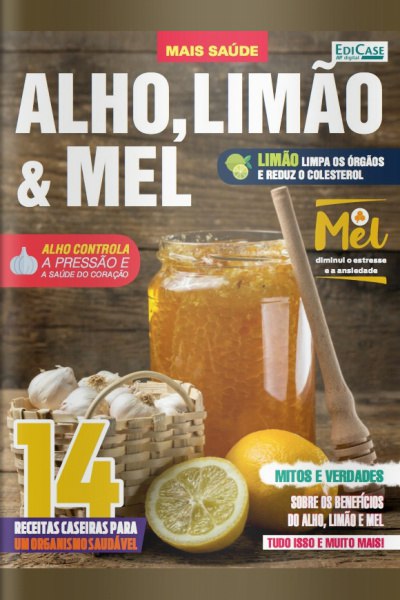 MAIS SAÚDE
EDICASE
digital
ALHO, LIMÃO
& MEL
LIMÃO LIMPA OS ÓRGÃOS
E REDUZ O COLESTEROL
Mel
diminui o estresse
e a ansiedade
ALHO CONTROLA
A PRESSÃO E
A SAÚDE DO CORAÇÃO
14
RECEITAS CASEIRAS PARA
UM ORGANISMO SAUDÁVEL
MITOS E VERDADES
SOBRE OS BENEFÍCIOS
DO ALHO, LIMÃO E MEL
TUDO ISSO E MUITO MAIS!